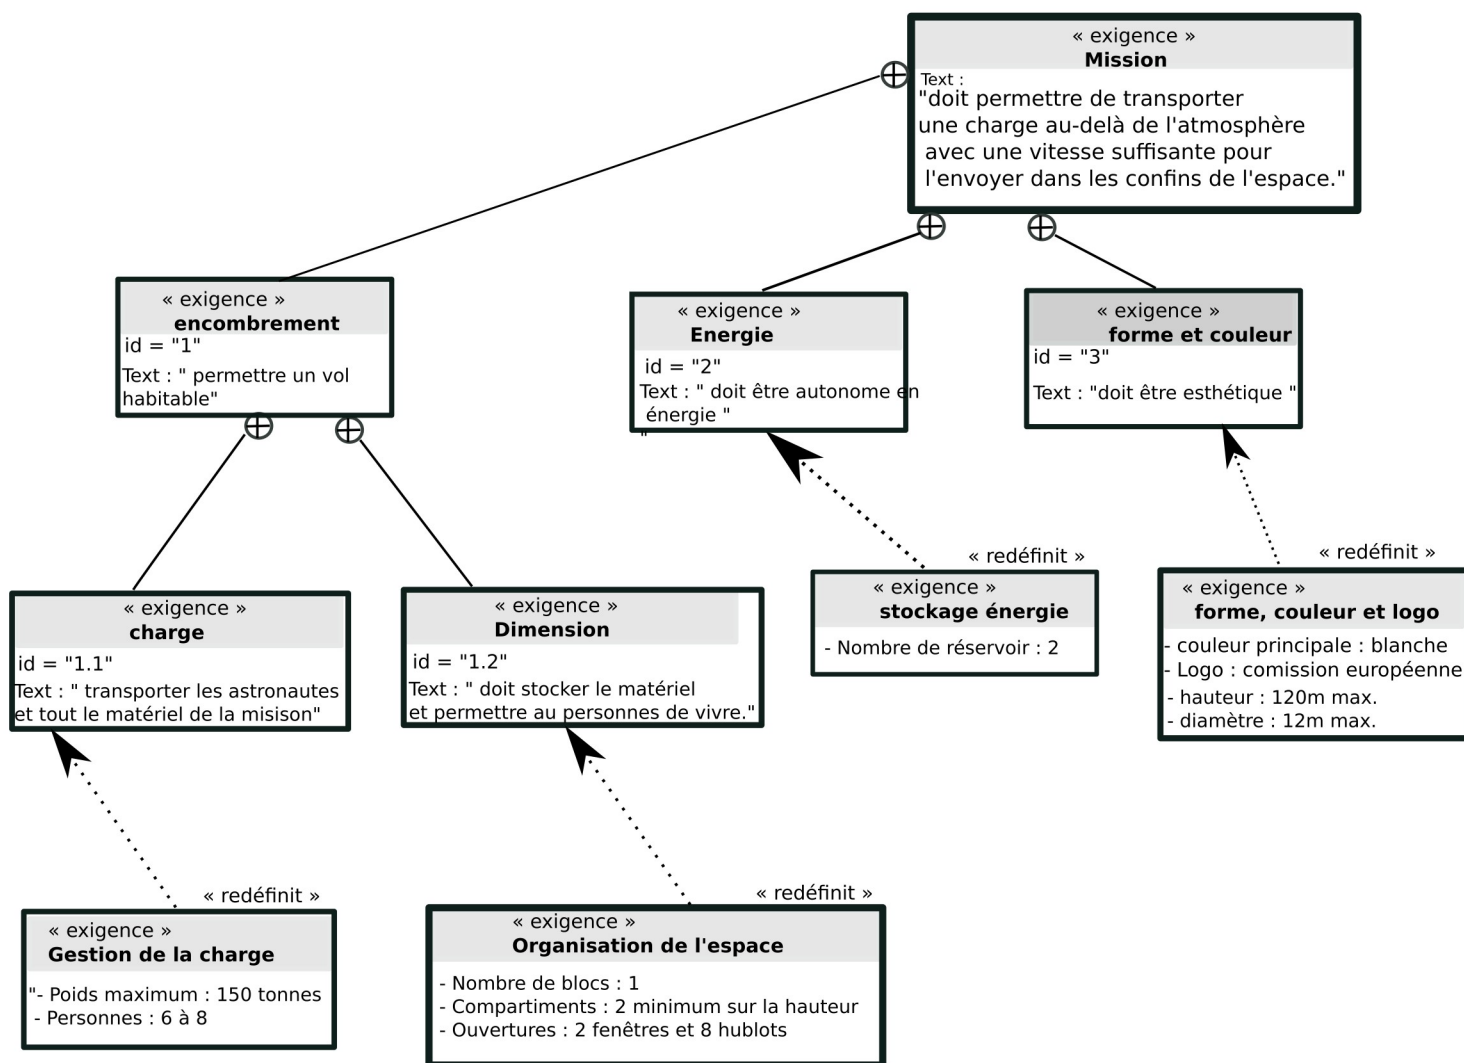 « exigence »
Mission
Text :
"doit permettre de transporter
une charge au-delà de l'atmosphère
avec une vitesse suffisante pour
l'envoyer dans les confins de l'espace."
« exigence »
encombrement
id = "1"
Text : " permettre un vol
habitable"
« exigence »
Energie
id = "2"
Text : " doit être autonome en
énergie "
"
« exigence »
forme et couleur
id = "3"
Text : "doit être esthétique "
« exigence »
charge
id = "1.1"
Text : " transporter les astronautes
et tout le matériel de la misison"
« exigence »
Dimension
id = "1.2"
Text : " doit stocker le matériel
et permettre au personnes de vivre."
« redéfinit »
« exigence »
stockage énergie
- Nombre de réservoir : 2
« redéfinit »
« exigence »
forme, couleur et logo
- couleur principale : blanche
- Logo : comission européenne
- hauteur : 120m max.
- diamètre : 12m max.
« redéfinit »
« exigence »
Gestion de la charge
"- Poids maximum : 150 tonnes
- Personnes : 6 à 8
« redéfinit »
« exigence »
Organisation de l'espace
- Nombre de blocs : 1
- Compartiments : 2 minimum sur la hauteur
- Ouvertures : 2 fenêtres et 8 hublots